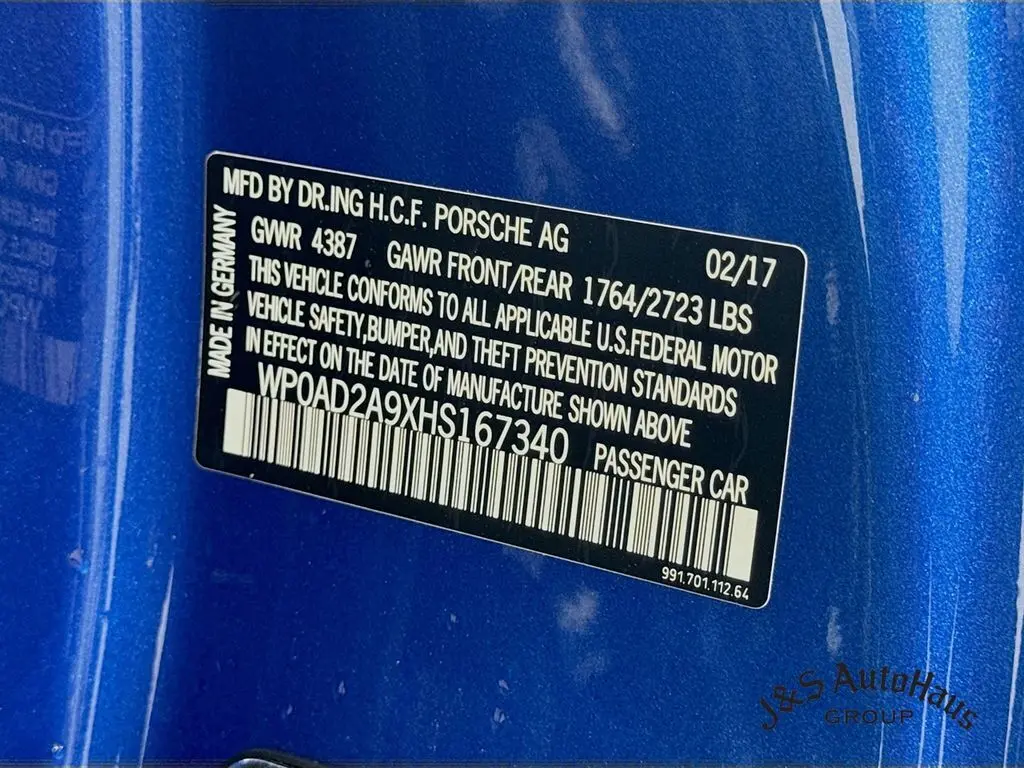 MFD BY DR.ING H.C.F. PORSCHE AG 02/17
GVWR 4387 GAWR FRONT/REAR 1764/2723 LBS
THIS VEHICLE CONFORMS TO ALL APPLICABLE U.S.FEDERAL MOTOR
VEHICLE SAFETY,BUMPER,AND THEFT PREVENTION STANDARDS
IN EFFECT ON THE DATE OF MANUFACTURE SHOWN ABOVE
WP0AD2A9XHS167340 PASSENGER CAR
991.701.112.64
MADE IN GERMANY
J&S AutoHaus
GROUP